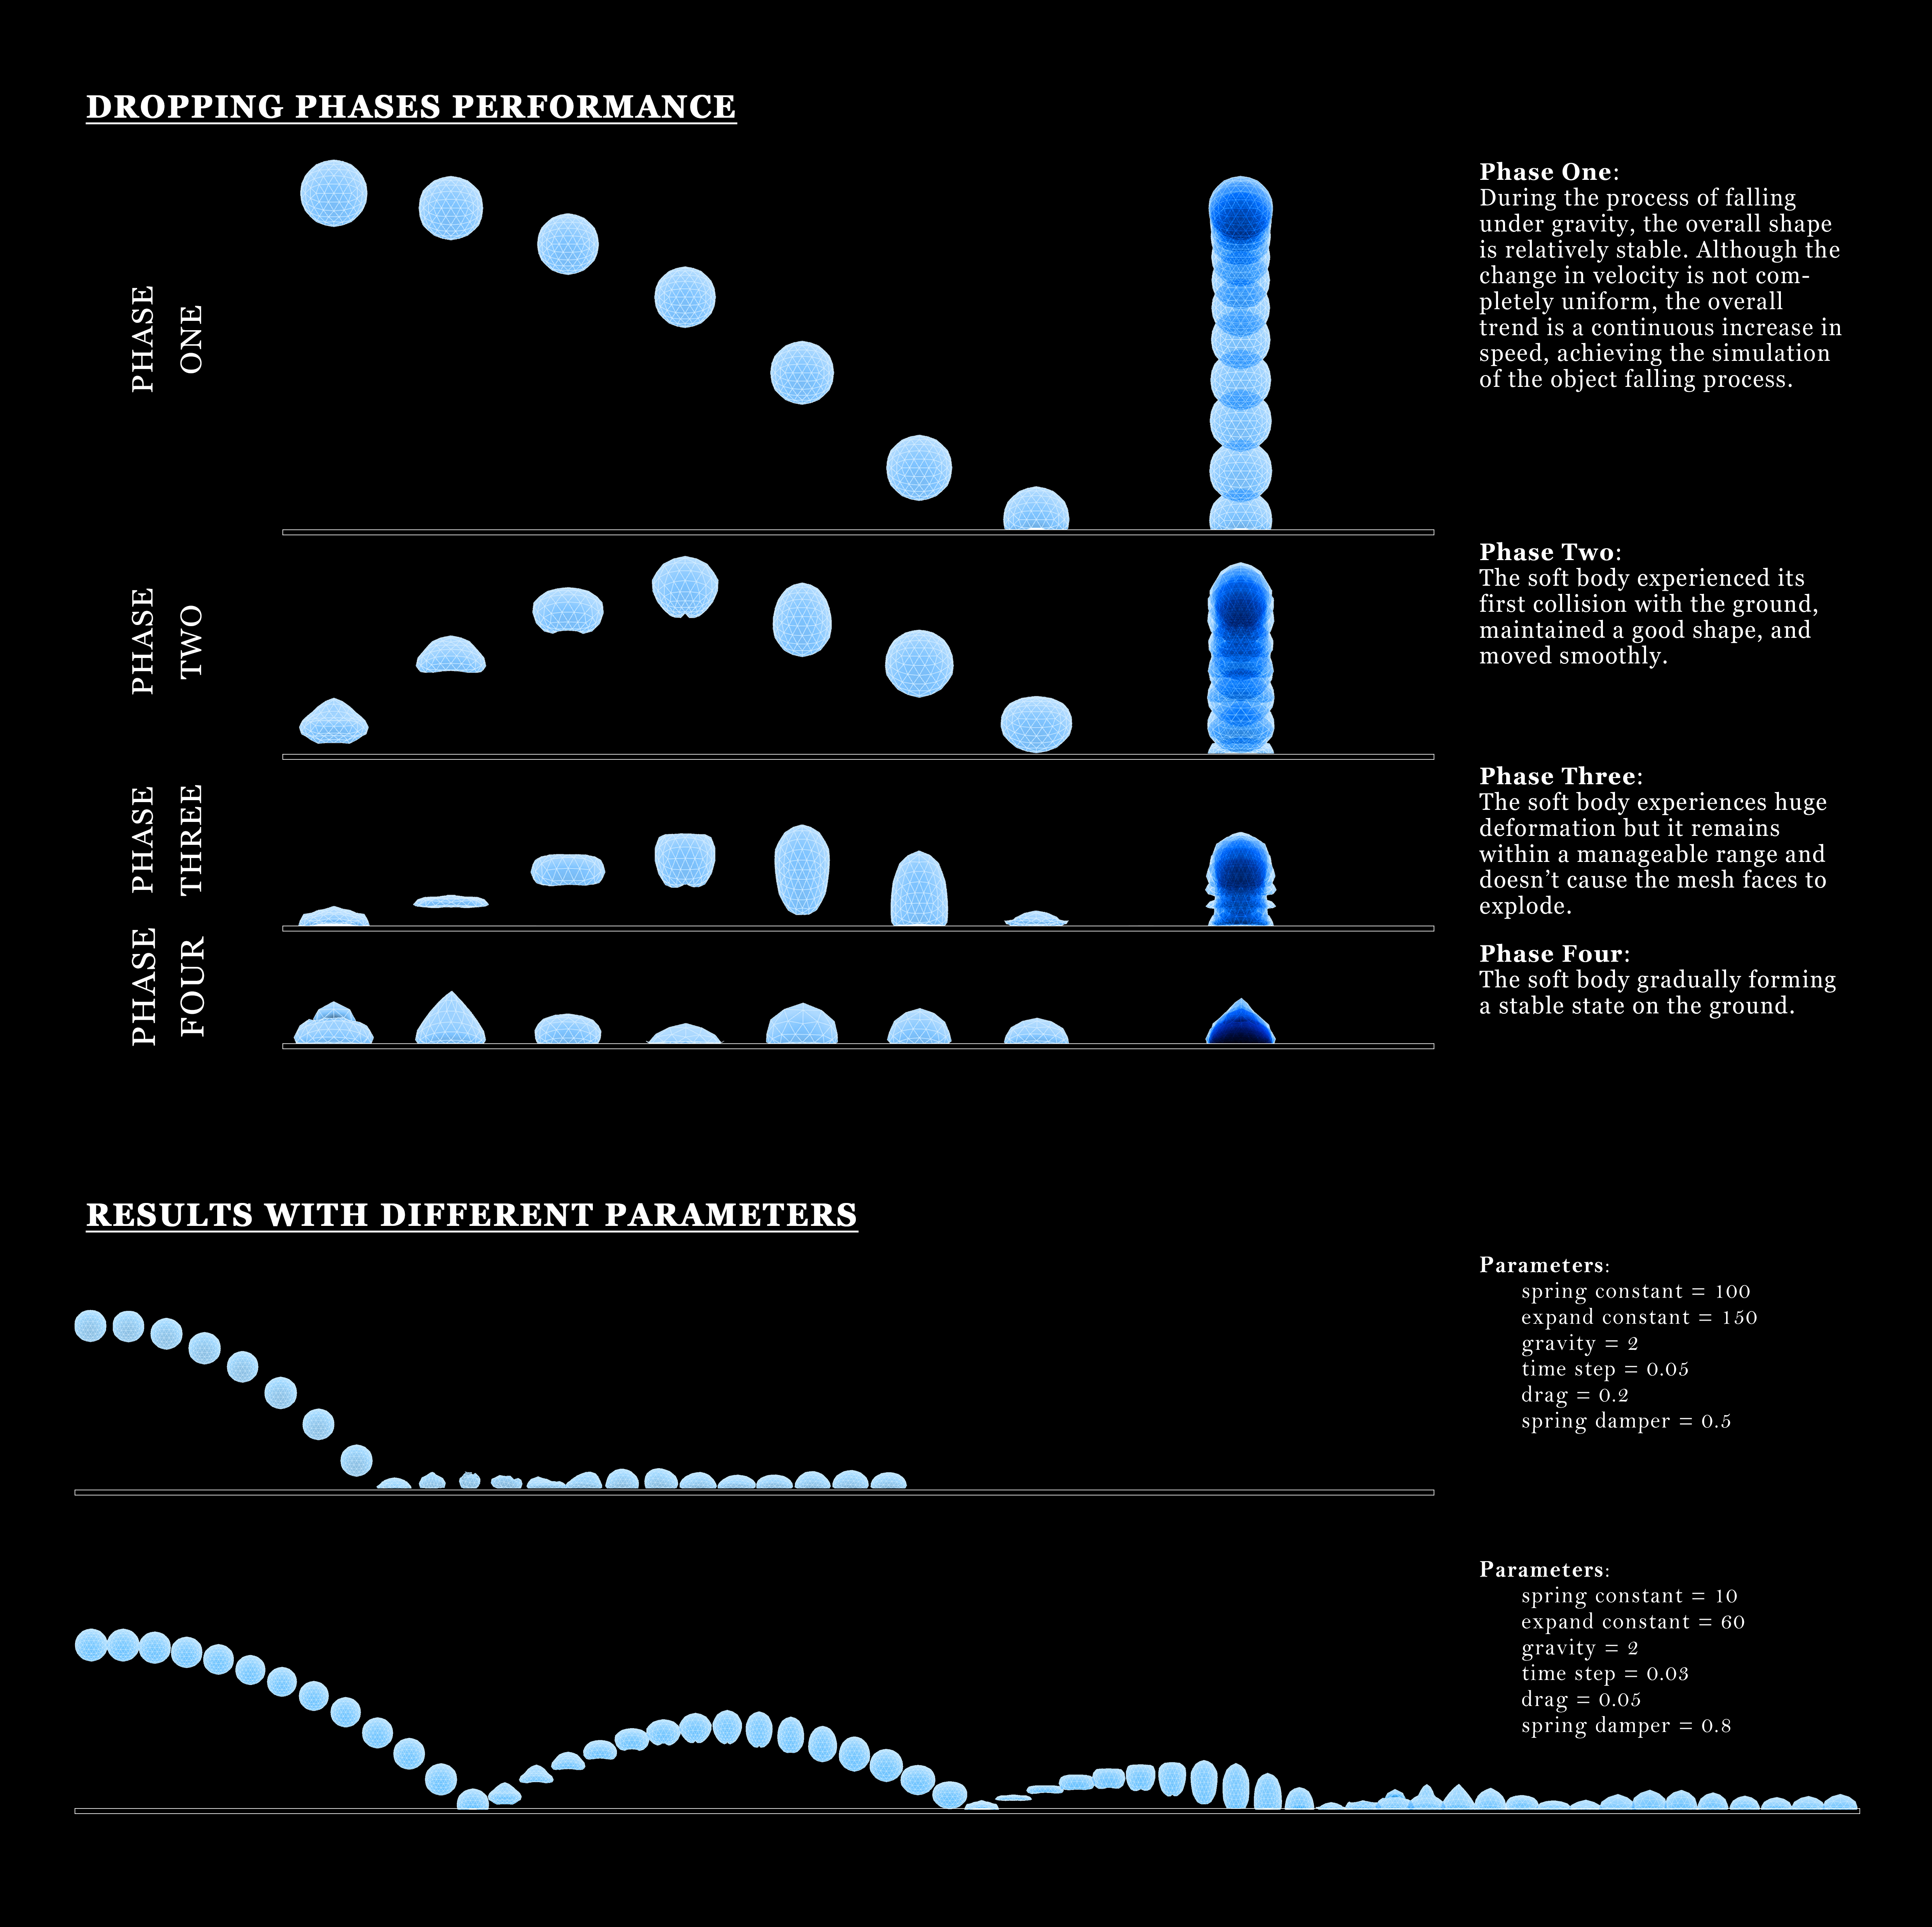 DROPPING PHASES PERFORMANCE
PHASE
ONE
Phase One:
During the process of falling
under gravity, the overall shape
is relatively stable. Although the
change in velocity is not com-
pletely uniform, the overall
trend is a continuous increase in
speed, achieving the simulation
of the object falling process.
PHASE
TWO
Phase Two:
The soft body experienced its
first collision with the ground,
maintained a good shape, and
moved smoothly.
PHASE
THREE
Phase Three:
The soft body experiences huge
deformation but it remains
within a manageable range and
doesn’t cause the mesh faces to
explode.
PHASE
FOUR
Phase Four:
The soft body gradually forming
a stable state on the ground.
RESULTS WITH DIFFERENT PARAMETERS
Parameters:
spring constant = 100
expand constant = 150
gravity = 2
time step = 0.05
drag = 0.2
spring damper = 0.5
Parameters:
spring constant = 10
expand constant = 60
gravity = 2
time step = 0.03
drag = 0.05
spring damper = 0.8